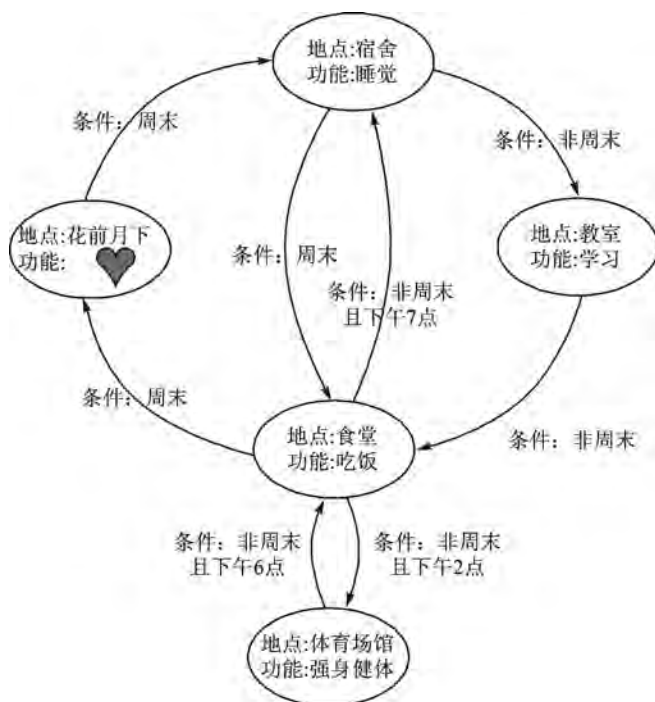 地点:宿舍
功能:睡觉
条件：周末
条件：非周末
地点:花前月下
功能:
地点:教室
功能:学习
条件：周末
条件：非周末
且下午7点
条件：周末
地点:食堂
功能:吃饭
条件：非周末
条件：非周末
且下午6点
条件：非周末
且下午2点
地点:体育场馆
功能:强身健体